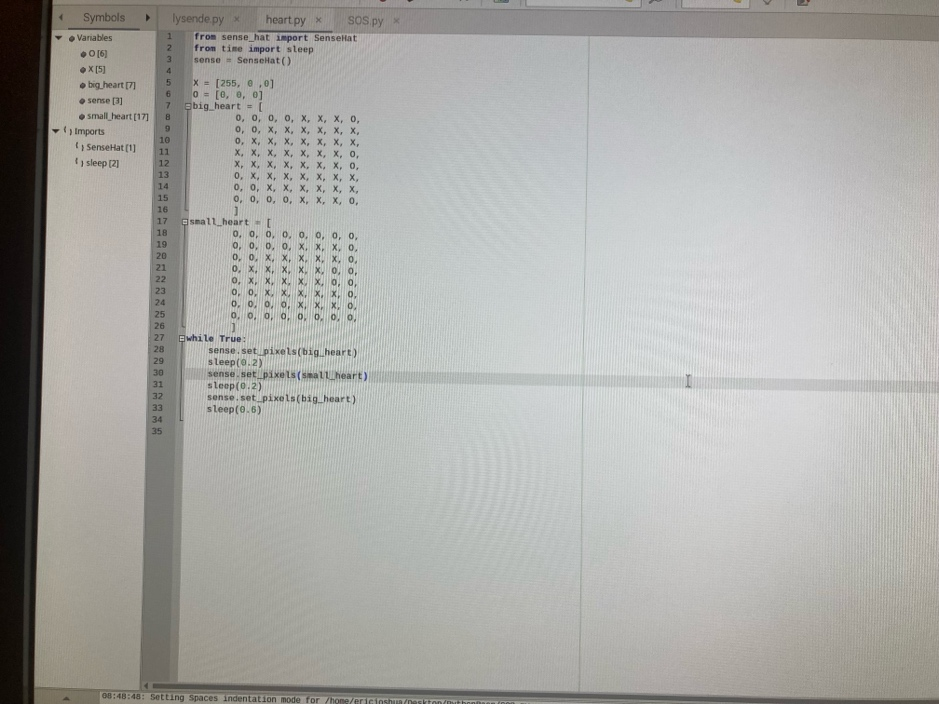 Symbols
lysende.py ×
heart.py ×
SOS.py ×
Variables
O [6]
X [5]
big_heart [7]
sense [3]
small_heart [17]
{ } Imports
{ } SenseHat [1]
{ } sleep [2]
1 from sense_hat import SenseHat
2 from time import sleep
3 sense = SenseHat()
4
5 X = [255, 0 ,0]
6 O = [0, 0, 0]
7 big_heart = [
8 O, O, O, O, X, X, X, O,
9 O, O, X, X, X, X, X, X,
10 O, X, X, X, X, X, X, X,
11 X, X, X, X, X, X, X, O,
12 X, X, X, X, X, X, X, O,
13 O, X, X, X, X, X, X, X,
14 O, O, X, X, X, X, X, X,
15 O, O, O, O, X, X, X, O,
16 ]
17 small_heart = [
18 O, O, O, O, O, O, O, O,
19 O, O, O, O, X, X, X, O,
20 O, O, X, X, X, X, X, O,
21 O, X, X, X, X, X, O, O,
22 O, X, X, X, X, X, O, O,
23 O, O, X, X, X, X, X, O,
24 O, O, O, O, X, X, X, O,
25 O, O, O, O, O, O, O, O,
26 ]
27 while True:
28 sense.set_pixels(big_heart)
29 sleep(0.2)
30 sense.set_pixels(small_heart)
31 sleep(0.2)
32 sense.set_pixels(big_heart)
33 sleep(0.6)
34
35
08:48:48: Setting Spaces indentation mode for /home/ericjoshua/Desktop/